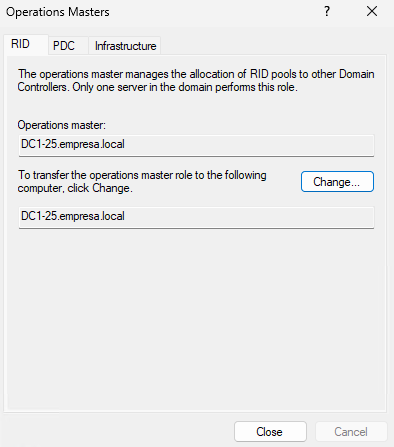 Operations Masters
?
RID
PDC
Infrastructure
The operations master manages the allocation of RID pools to other Domain
Controllers. Only one server in the domain performs this role.
Operations master:
DC1-25.empresa.local
To transfer the operations master role to the following
computer, click Change.
Change...
DC1-25.empresa.local
Close
Cancel